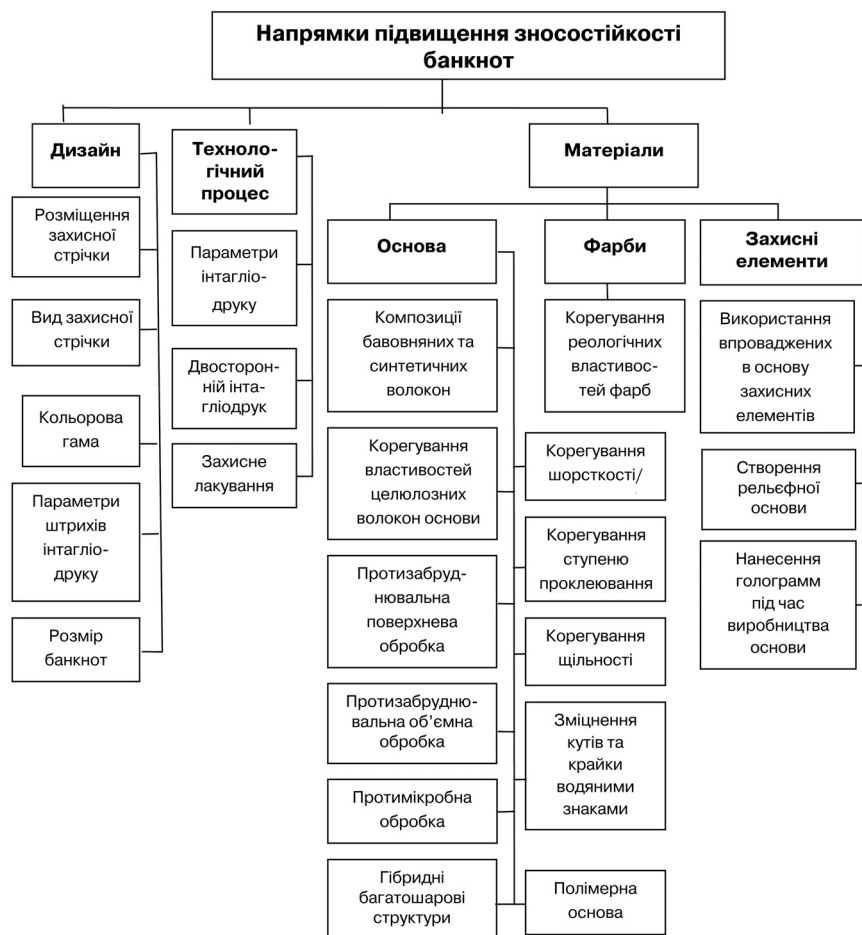 Напрямки підвищення зносостійкості
банкнот
Дизайн
Розміщення
захисної
стрічки
Вид захисної
стрічки
Кольорова
гама
Параметри
штрихів
інтагліо-
друку
Розмір
банкнот
Техноло-
гічний
процес
Параметри
інтагліо-
друку
Двосторон-
ній інта-
гліодрук
Захисне
лакування
Матеріали
Основа
Композиції
бавовняних та
синтетичних
волокон
Корегування
властивостей
целюлозних
волокон основи
Протизабруд-
нювальна
поверхнева
обробка
Протизабрудню-
вальна об’ємна
обробка
Протимікробна
обробка
Гібридні
багатошарові
структури
Корегування
шорсткості/
Корегування
ступеню
проклеювання
Корегування
щільності
Зміцнення
кутів та
крайки
водяними
знаками
Полімерна
основа
Фарби
Корегування
реологічних
властивос-
тей фарб
Захисні
елементи
Використання
впроваджених
в основу
захисних
елементів
Створення
рельєфної
основи
Нанесення
голограмм
під час
виробництва
основи